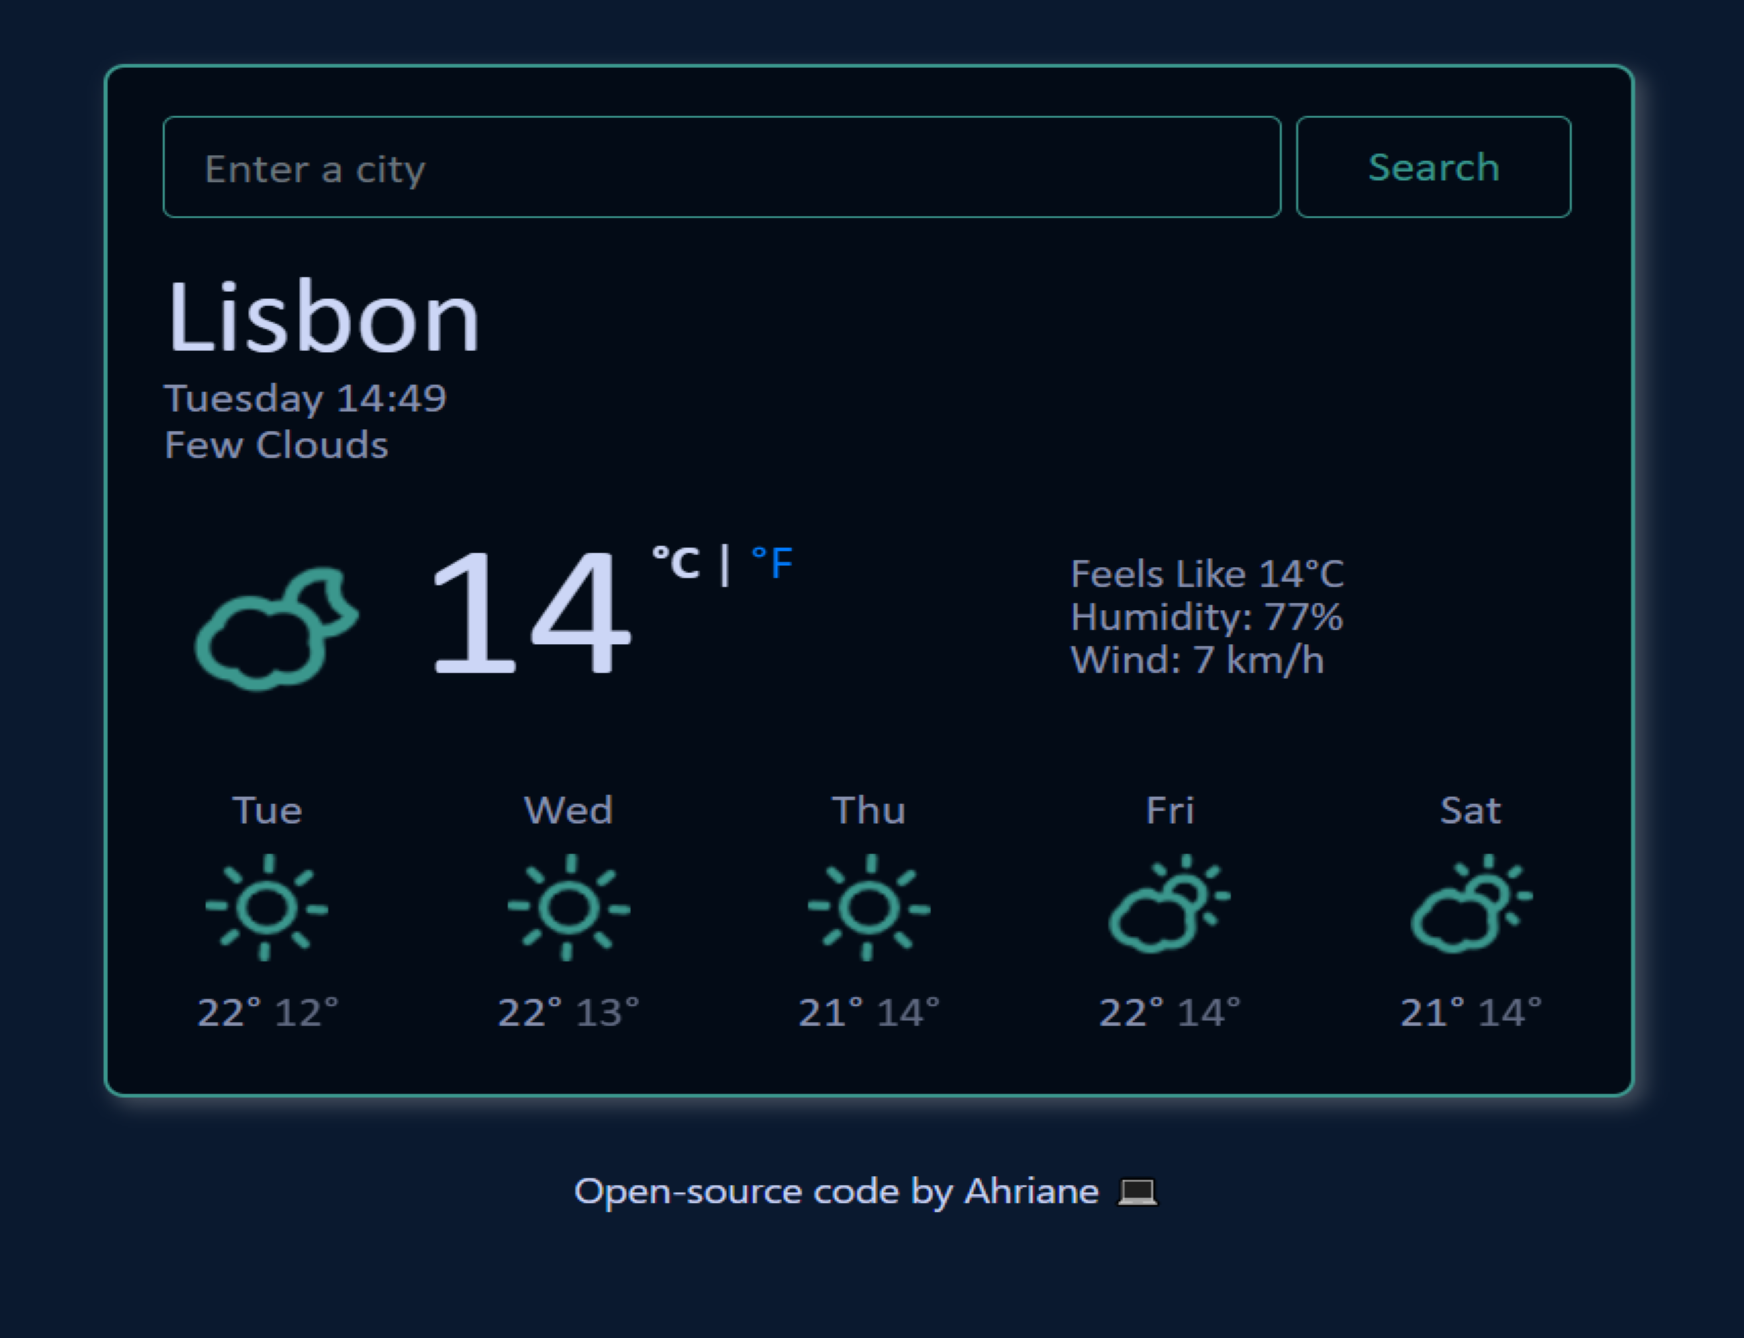 Enter a city
Search
Lisbon
Tuesday 14:49
Few Clouds
14 °C | °F
Feels Like 14°C
Humidity: 77%
Wind: 7 km/h
Tue Wed Thu Fri Sat
22° 12° 22° 13° 21° 14° 22° 14° 21° 14°
Open-source code by Ahriane 💻